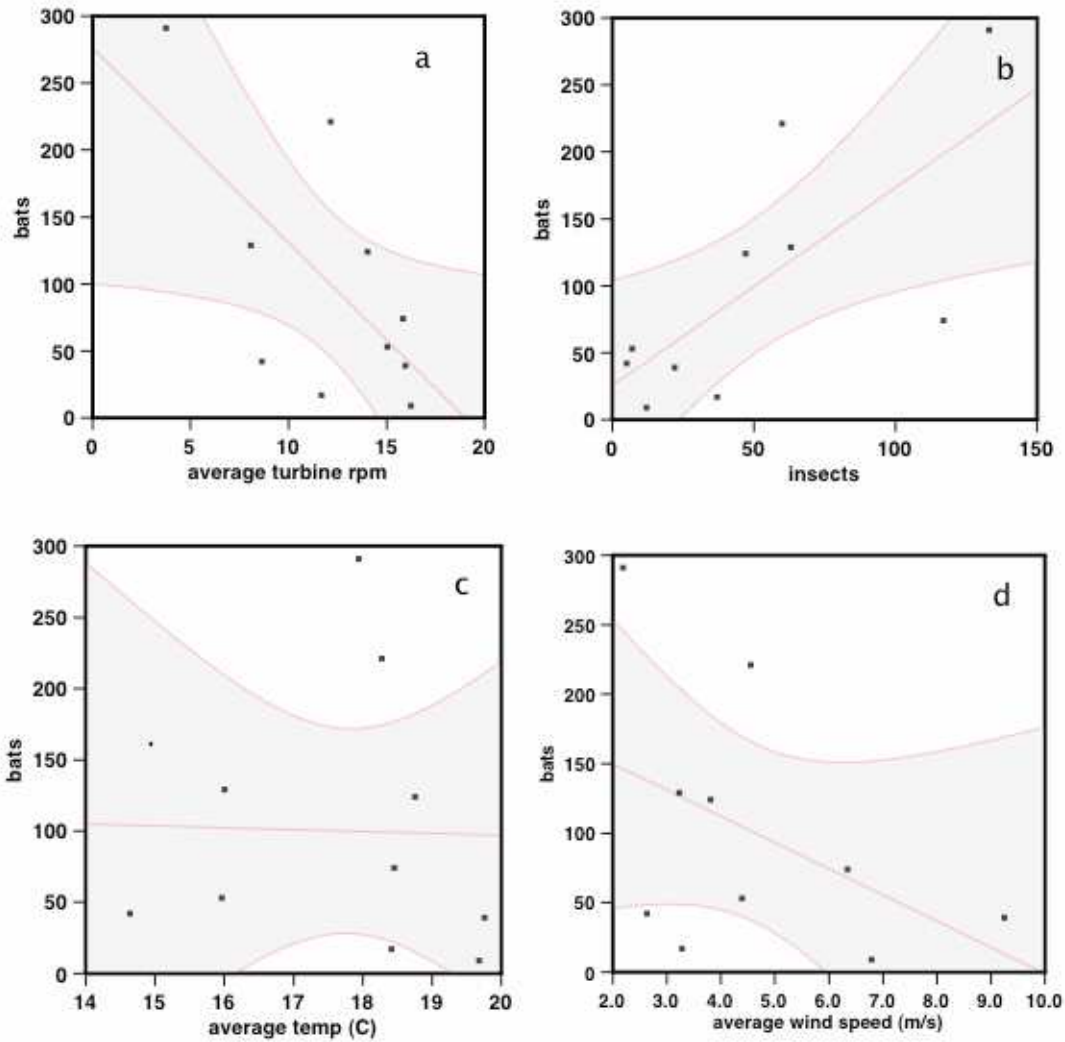 300
250
200
150
100
50
0
bats
a
0 5 10 15 20
average turbine rpm
300
250
200
150
100
50
0
bats
b
0 50 100 150
insects
300
250
200
150
100
50
0
bats
c
14 15 16 17 18 19 20
average temp (C)
300
250
200
150
100
50
0
bats
d
2.0 3.0 4.0 5.0 6.0 7.0 8.0 9.0 10.0
average wind speed (m/s)